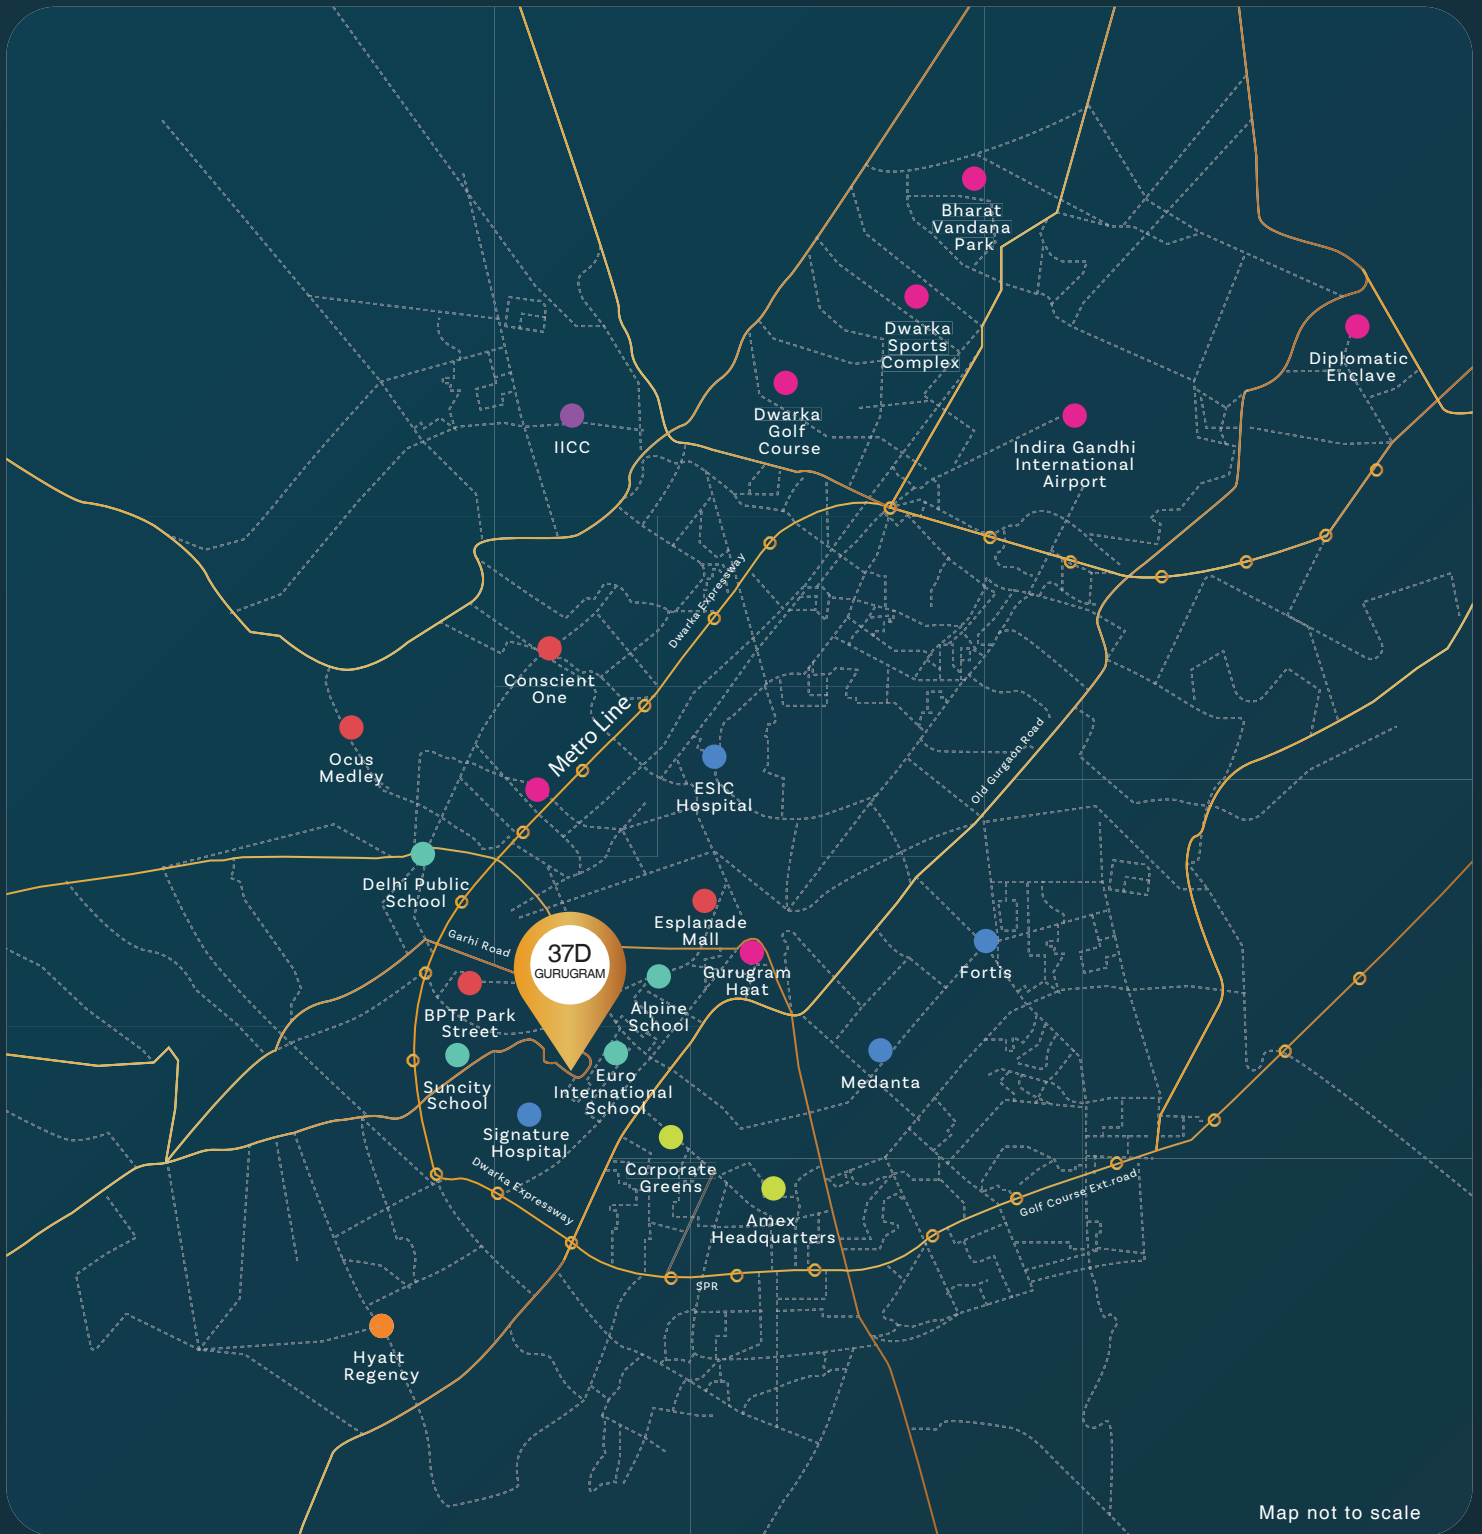 Bharat
Vandana
Park
Dwarka
Sports
Complex
Diplomatic
Enclave
Dwarka
Golf
Course
IICC
Indira Gandhi
International
Airport
Dwarka Expressway
Conscient
One
Metro Line
Ocus
Medley
ESIC
Hospital
Old Gurgaon Road
Delhi Public
School
Esplanade
Mall
Garhi Road
37D
GURUGRAM
Gurugram
Haat
Fortis
BPTP Park
Street
Alpine
School
Suncity
School
Euro
International
School
Medanta
Signature
Hospital
Corporate
Greens
Dwarka Expressway
Golf Course Ext.road
Amex
Headquarters
SPR
Hyatt
Regency
Map not to scale